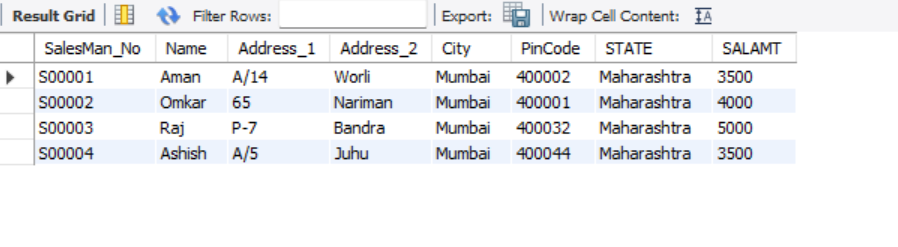 Result Grid Filter Rows: Export: Wrap Cell Content: IA
SalesMan_No Name Address_1 Address_2 City PinCode STATE SALAMT
S00001 Aman A/14 Worli Mumbai 400002 Maharashtra 3500
S00002 Omkar 65 Nariman Mumbai 400001 Maharashtra 4000
S00003 Raj P-7 Bandra Mumbai 400032 Maharashtra 5000
S00004 Ashish A/5 Juhu Mumbai 400044 Maharashtra 3500